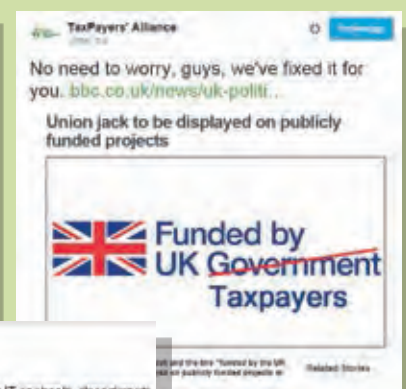 TaxPayers' Alliance
No need to worry, guys, we've fixed it for
you. bbc.co.uk/news/uk-politi...
Union jack to be displayed on publicly
funded projects
Funded by
UK Government
Taxpayers
Related Stories